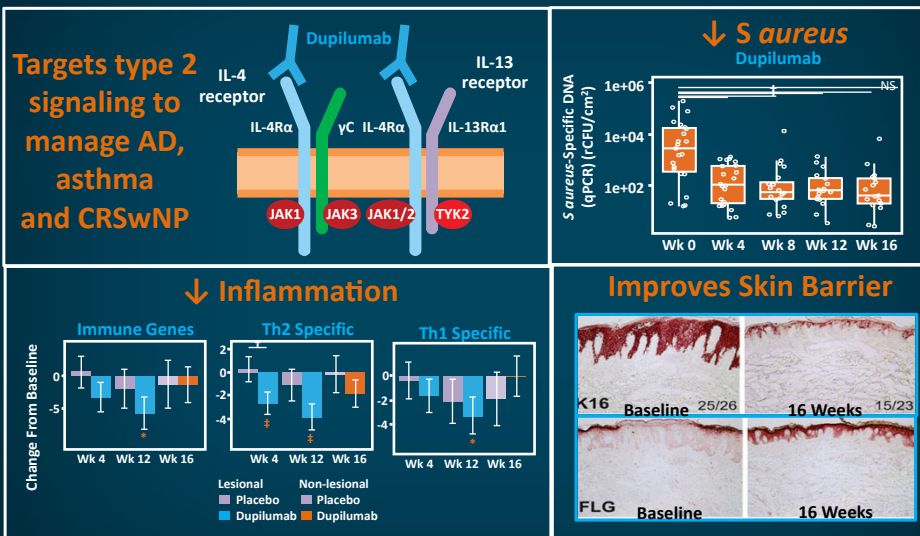 Targets type 2
signaling to
manage AD,
asthma
and CRSwNP
Dupilumab
IL-4
receptor
IL-13
receptor
IL-4Rα
γC
IL-4Rα
IL-13Rα1
JAK1
JAK3
JAK1/2
TYK2
↓ S aureus
Dupilumab
S aureus-Specific DNA
(qPCR) (rCFU/cm²)
1e+06
1e+04
1e+02
NS
‡
Wk 0 Wk 4 Wk 8 Wk 12 Wk 16
↓ Inflammation
Change From Baseline
Immune Genes
0
-5
*
Wk 4 Wk 12 Wk 16
Th2 Specific
2
0
-2
-4
‡ ‡
Wk 4 Wk 12 Wk 16
Th1 Specific
2
0
-2
-4
*
Wk 4 Wk 12 Wk 16
Lesional Non-lesional
Placebo Placebo
Dupilumab Dupilumab
Improves Skin Barrier
K16 Baseline 25/26
16 Weeks 15/23
FLG Baseline
16 Weeks